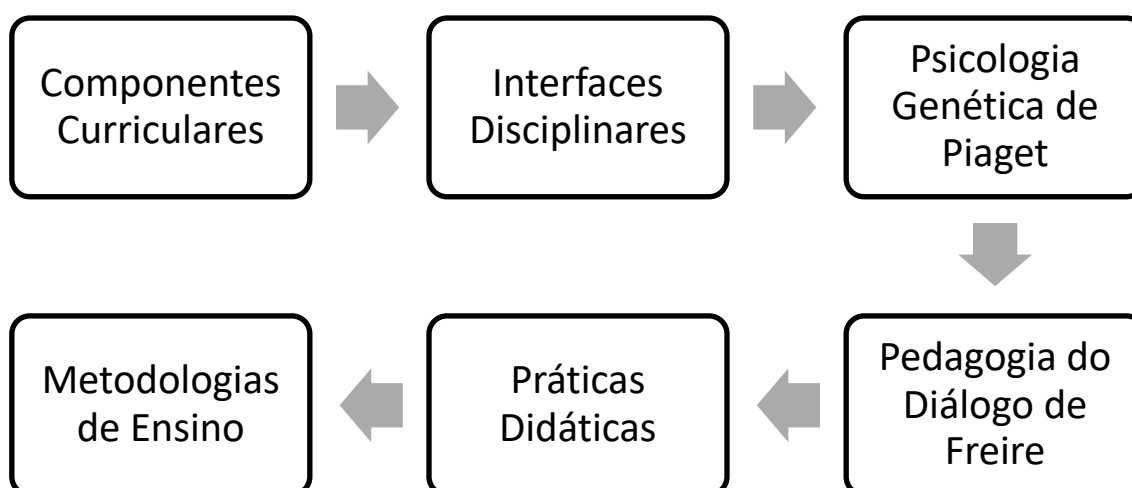 Componentes
Curriculares
Interfaces
Disciplinares
Psicologia
Genética de
Piaget
Pedagogia do
Diálogo de
Freire
Práticas
Didáticas
Metodologias
de Ensino